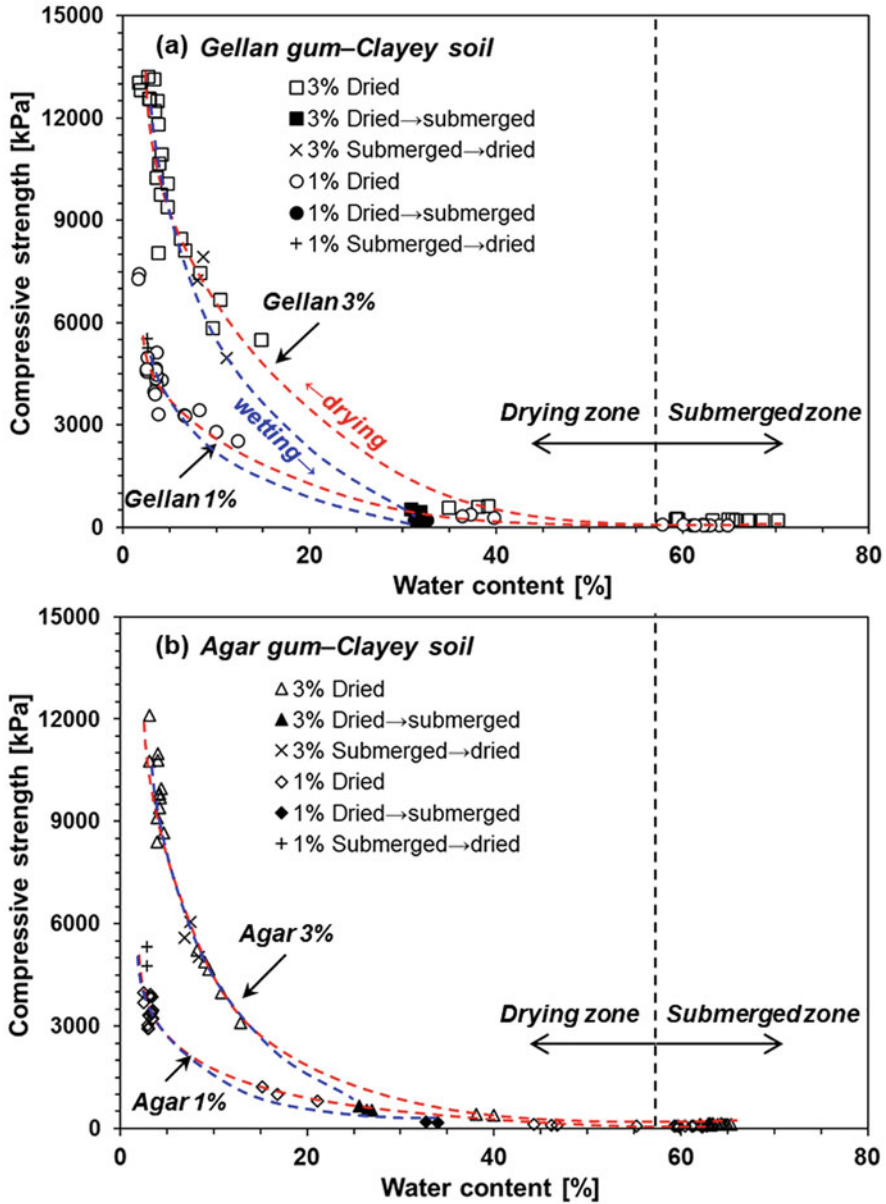 15000
12000
9000
6000
3000
0
Compressive strength [kPa]
(a) Gellan gum–Clayey soil
3% Dried
3% Dried→submerged
3% Submerged→dried
1% Dried
1% Dried→submerged
1% Submerged→dried
Gellan 3%
←drying
wetting→
Gellan 1%
Drying zone
Submerged zone
0 20 40 60 80
Water content [%]
15000
12000
9000
6000
3000
0
Compressive strength [kPa]
(b) Agar gum–Clayey soil
3% Dried
3% Dried→submerged
3% Submerged→dried
1% Dried
1% Dried→submerged
1% Submerged→dried
Agar 3%
Agar 1%
Drying zone
Submerged zone
0 20 40 60 80
Water content [%]